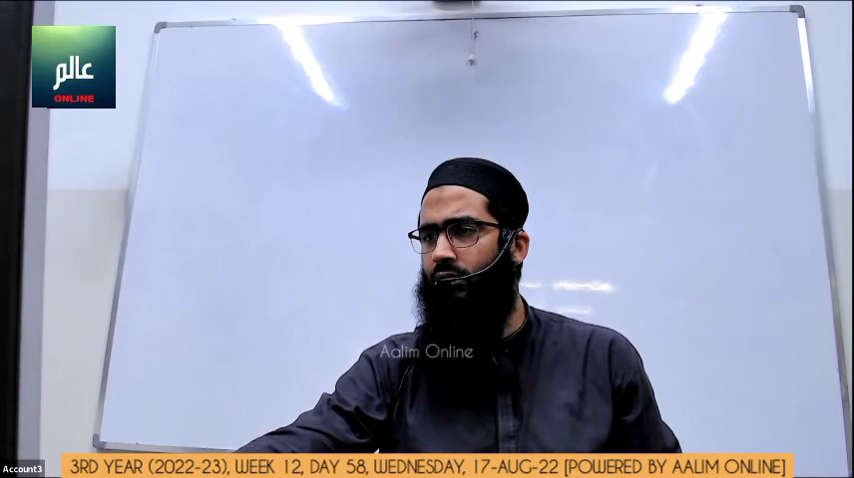 عالم
ONLINE
Aalim Online
Account3
3RD YEAR (2022-23), WEEK 12, DAY 58, WEDNESDAY, 17-AUG-22 [POWERED BY AALIM ONLINE]